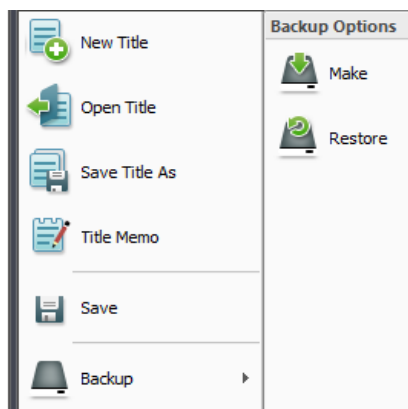 New Title
Open Title
Save Title As
Title Memo
Save
Backup
Backup Options
Make
Restore